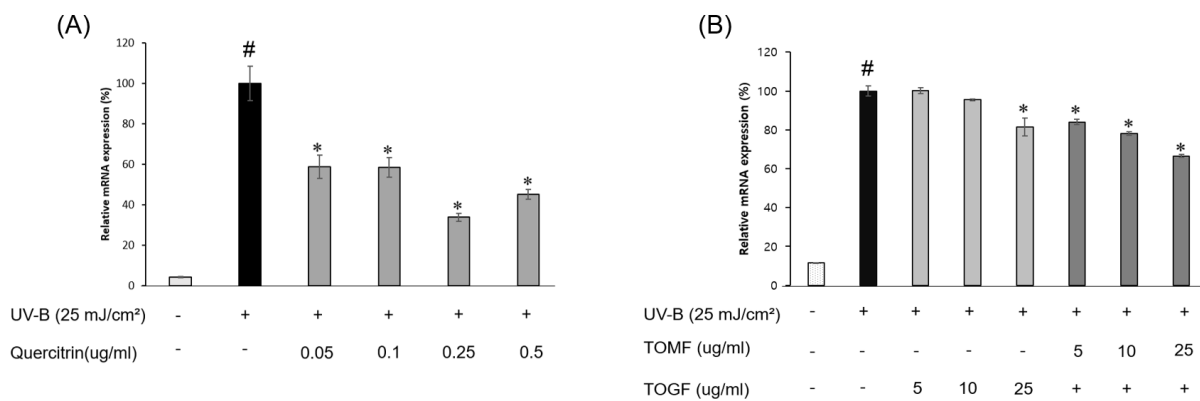 (A)
Relative mRNA expression (%)
120
100
80
60
40
20
0
#
*
*
*
*
UV-B (25 mJ/cm²) - + + + + +
Quercitrin(ug/ml) - - 0.05 0.1 0.25 0.5
(B)
Relative mRNA expression (%)
120
100
80
60
40
20
0
#
*
*
*
*
UV-B (25 mJ/cm²) - + + + + + + +
TOMF (ug/ml) - - - - - 5 10 25
TOGF (ug/ml) - - 5 10 25 + + +